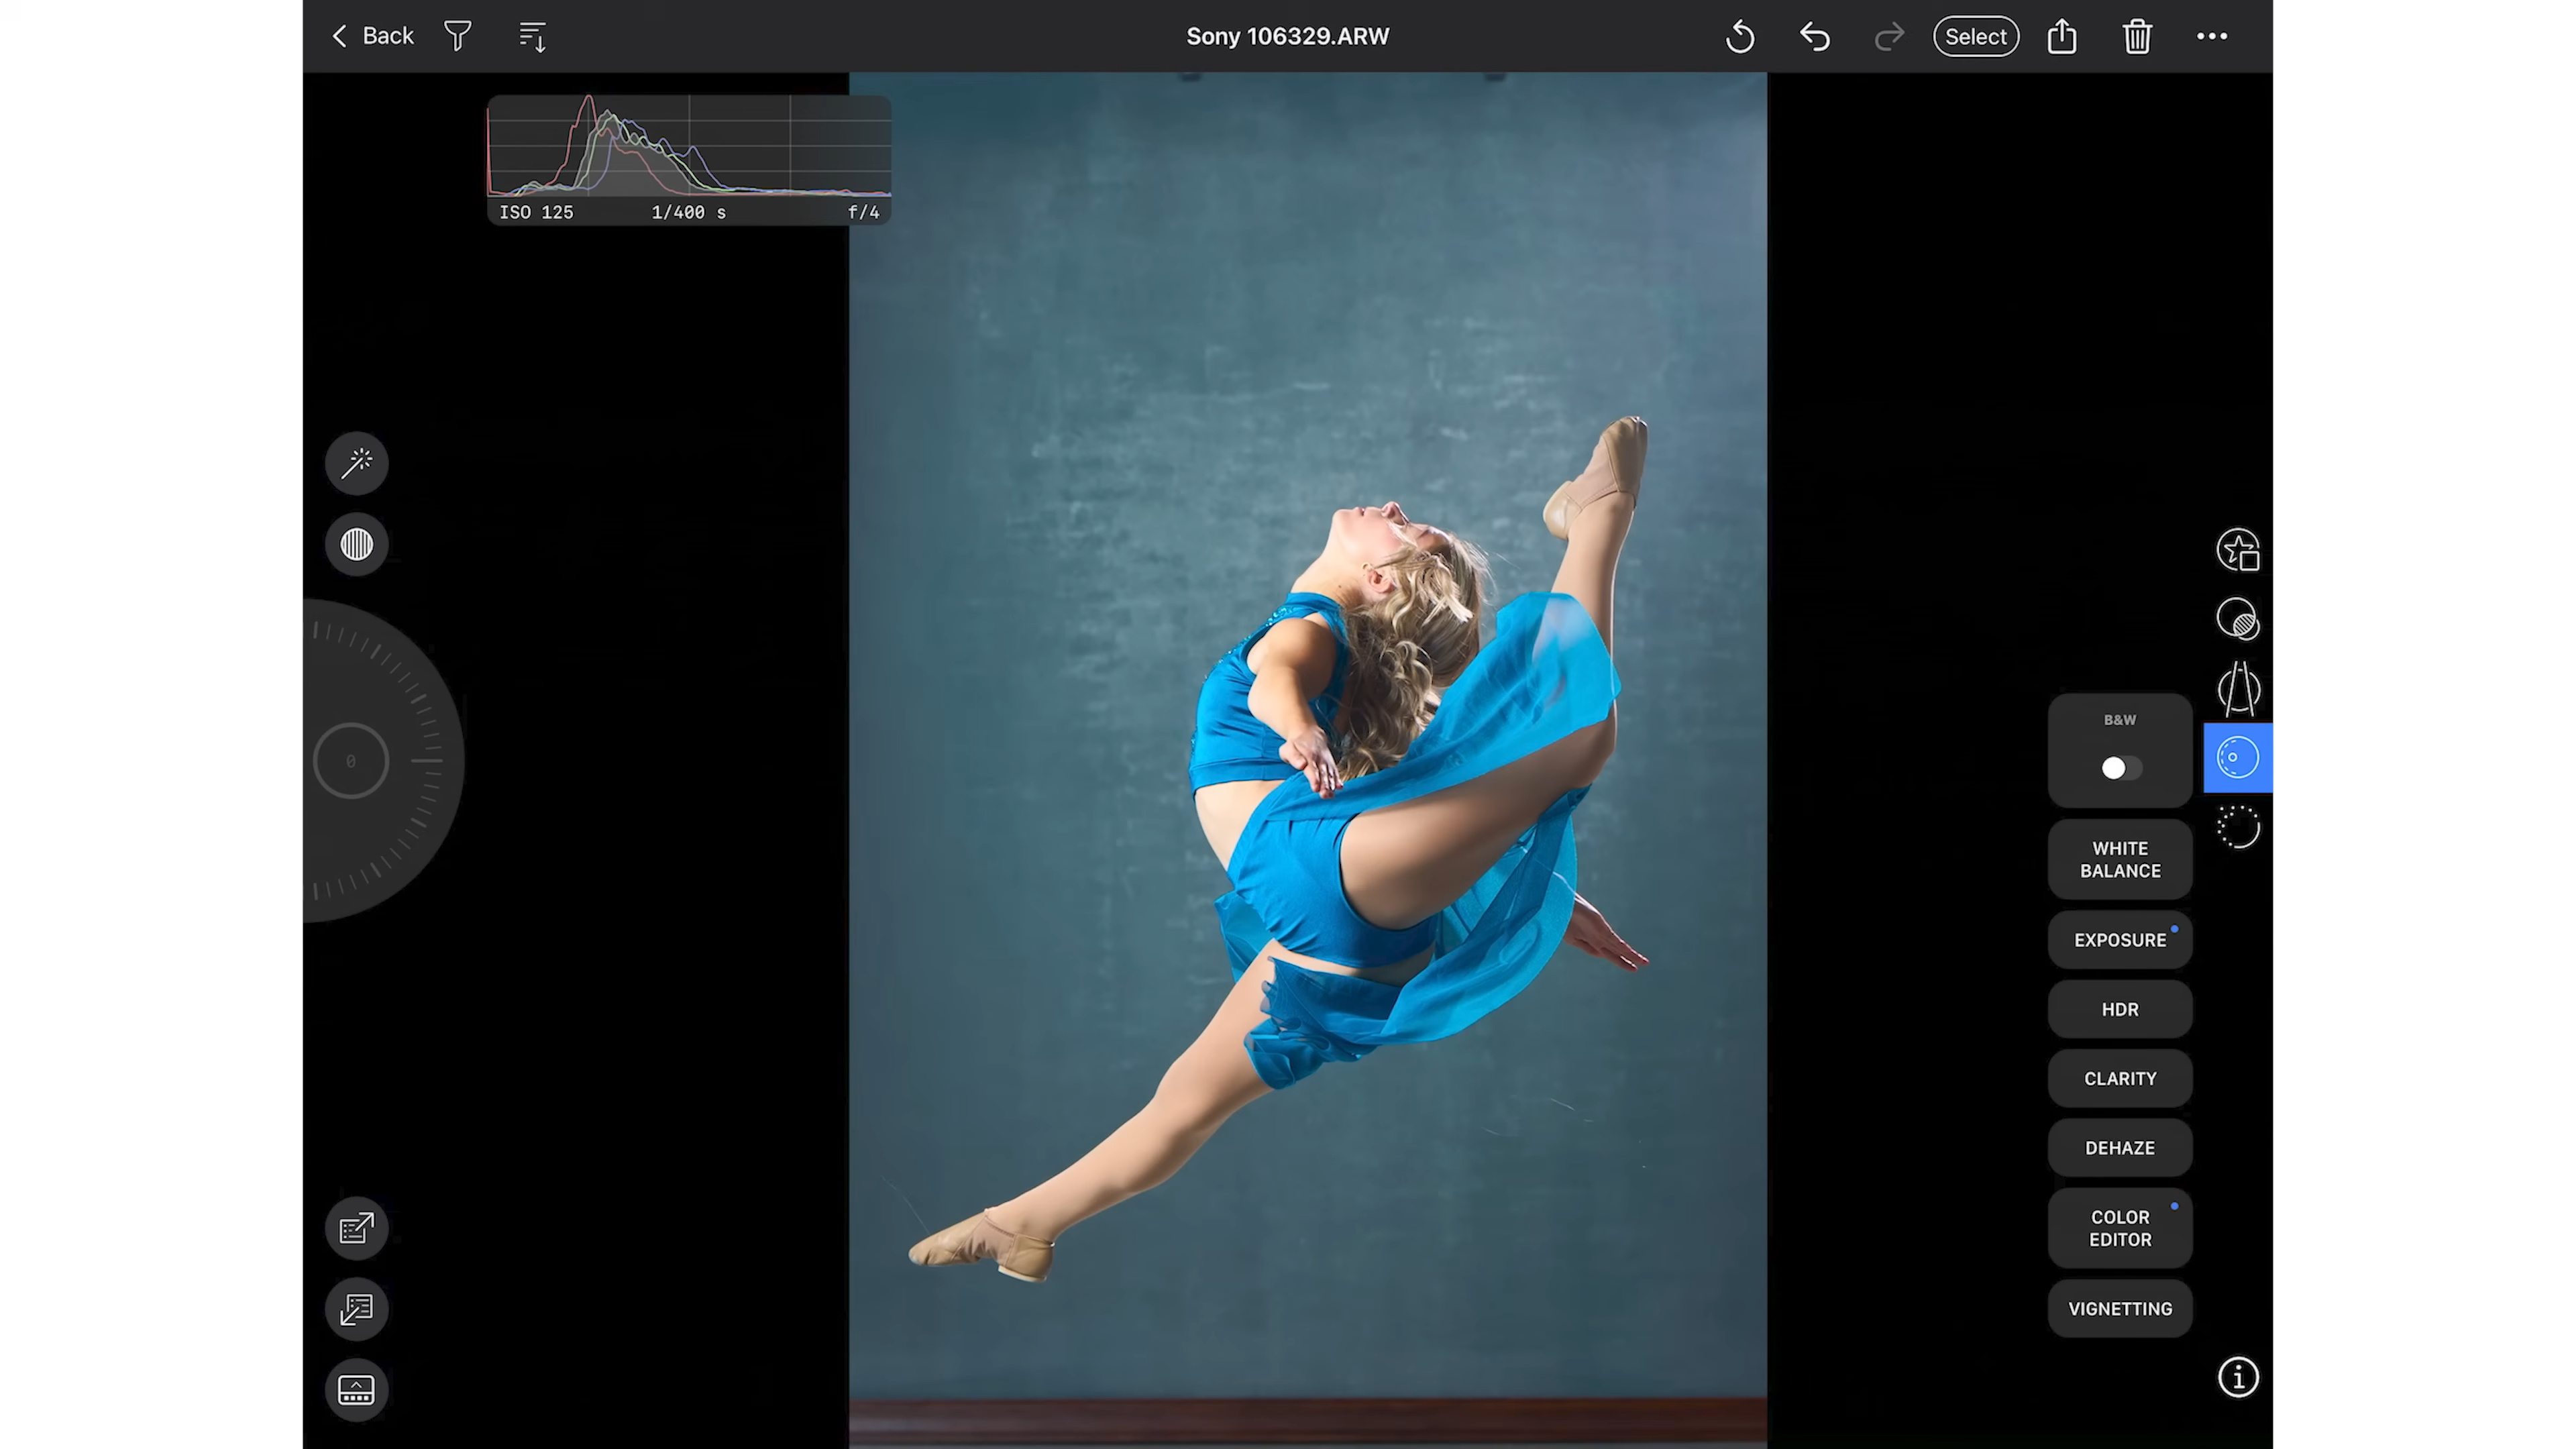 Back
Sony 106329.ARW
Select
ISO 125 1/400 s f/4
0
B&W
WHITE
BALANCE
EXPOSURE
HDR
CLARITY
DEHAZE
COLOR
EDITOR
VIGNETTING